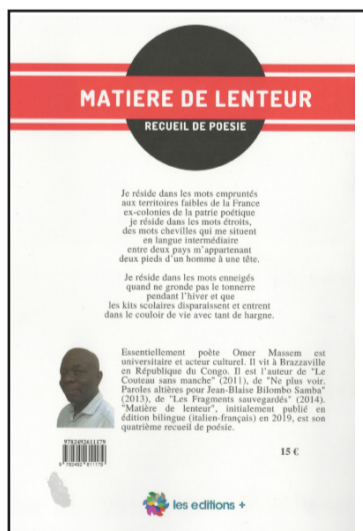 MATIERE DE LENTEUR
RECUEIL DE POESIE
Je réside dans les mots empruntés
aux territoires faibles de la France
ex-colonies de la patrie poétique
je réside dans les mots étroits,
des mots chevilles qui me situent
en langue intermédiaire
entre deux pays m'appartenant
deux pieds d'un homme à une tête.
Je réside dans les mots enneigés
quand ne gronde pas le tonnerre
pendant l'hiver et que
les kits scolaires disparaissent et entrent
dans le couloir de vie avec tant de hargne.
Essentiellement poète Omer Massem est
universitaire et acteur culturel. Il vit à Brazzaville
en République du Congo. Il est l'auteur de "Le
Couteau sans manche" (2011), de "Ne plus voir.
Paroles altières pour Jean-Blaise Bilombo Samba"
(2013), de "Les Fragments sauvegardés" (2014).
"Matière de lenteur", initialement publié en
édition bilingue (italien-français) en 2019, est son
quatrième recueil de poésie.
9782492811179
9 782492 811179
15 €
les editions +